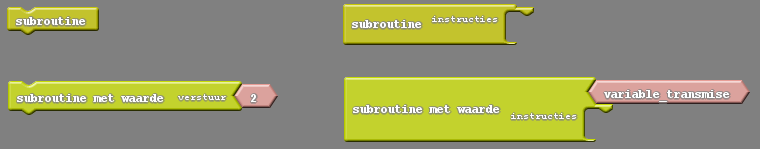 subroutine
subroutine instructies
subroutine met waarde verstuur 2
subroutine met waarde variable_transmise
instructies